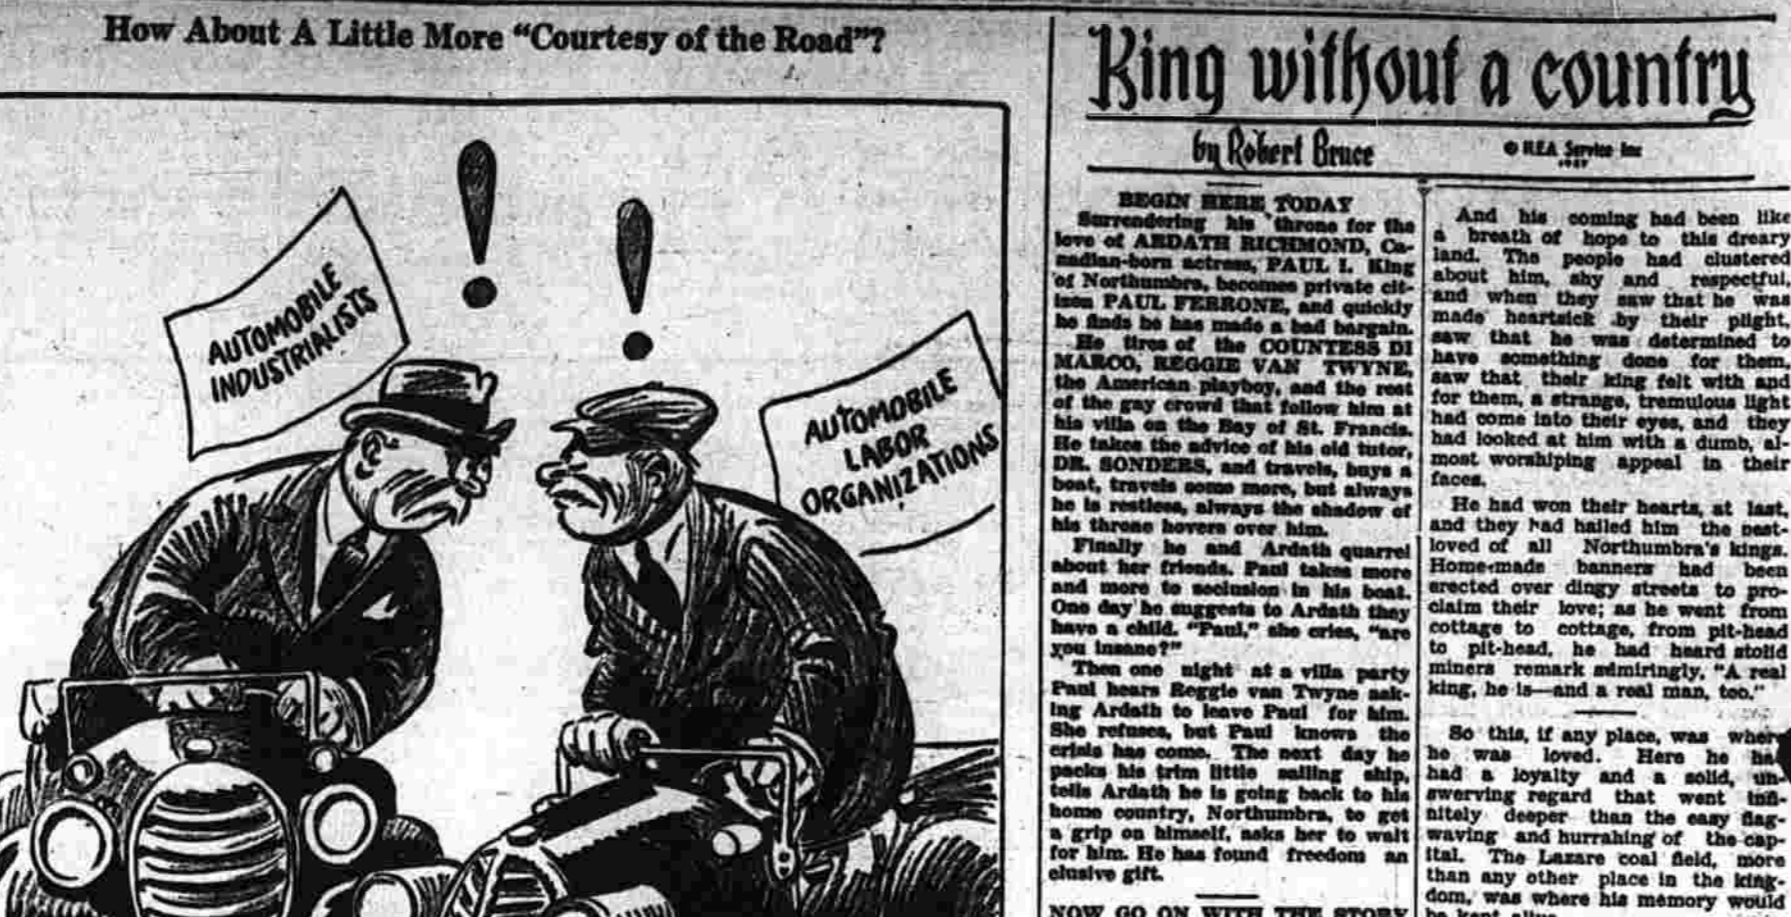 How About A Little More “Courtesy of the Road”?
AUTOMOBILE
INDUSTRIALISTS
AUTOMOBILE
LABOR
ORGANIZATIONS
King without a country
by Robert Bruce
© NEA Service Inc
BEGIN HERE TODAY
Surrendering his throne for the
love of ARDATH RICHMOND, Ca-
nadian-born actress, PAUL I. King
of Northumbra, becomes private cit-
izen PAUL FERRONE, and quickly
he finds he has made a bad bargain.
He tires of the COUNTESS DI
MARCO, REGGIE VAN TWYNE,
the American playboy, and the rest
of the gay crowd that follow him at
his villa on the Bay of St. Francis.
He takes the advice of his old tutor,
DR. SONDERS, and travels, buys a
boat, travels some more, but always
he is restless, always the shadow of
his throne hovers over him.
Finally he and Ardath quarrel
about her friends. Paul takes more
and more to seclusion in his boat.
One day he suggests to Ardath they
have a child. “Paul,” she cries, “are
you insane?”
Then one night at a villa party
Paul hears Reggie van Twyne ask-
ing Ardath to leave Paul for him.
She refuses, but Paul knows the
crisis has come. The next day he
packs his trim little sailing ship,
tells Ardath he is going back to his
home country, Northumbra, to get
a grip on himself, asks her to wait
for him. He has found freedom an
elusive gift.
NOW GO ON WITH THE STORY
And his coming had been like
a breath of hope to this dreary
land. The people had clustered
about him, shy and respectful,
and when they saw that he was
made heartsick by their plight,
saw that he was determined to
have something done for them,
saw that their king felt with and
for them, a strange, tremulous light
had come into their eyes, and they
had looked at him with a dumb, al-
most worshiping appeal in their
faces.
He had won their hearts, at last,
and they had hailed him the best-
loved of all Northumbra's kings.
Home-made banners had been
erected over dingy streets to pro-
claim their love; as he went from
cottage to cottage, from pit-head
to pit-head, he had heard stolid
miners remark admiringly, “A real
king, he is—and a real man, too.”
So this, if any place, was where
he was loved. Here he ha
had a loyalty and a solid, un-
swerving regard that went infi-
nitely deeper than the easy flag-
waving and hurrahing of the cap-
ital. The Lazare coal field, more
than any other place in the king-
dom, was where his memory would
be kept